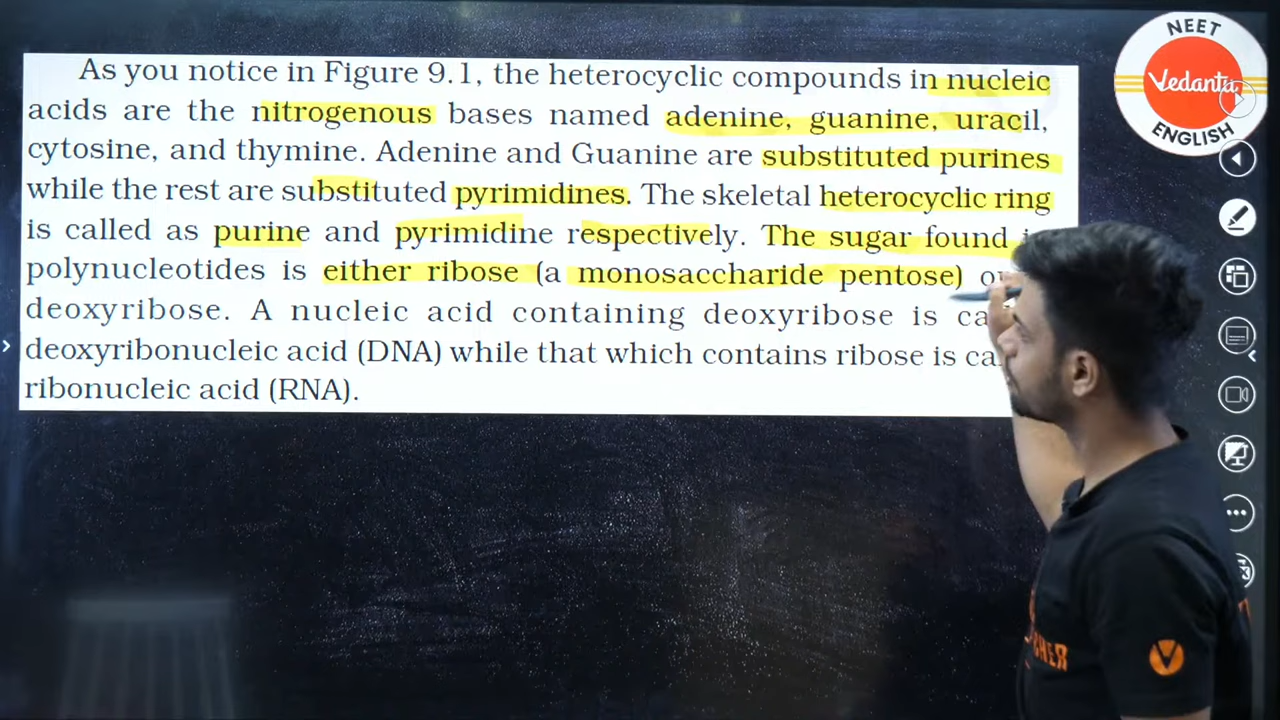 As you notice in Figure 9.1, the heterocyclic compounds in nucleic
acids are the nitrogenous bases named adenine, guanine, uracil,
cytosine, and thymine. Adenine and Guanine are substituted purines
while the rest are substituted pyrimidines. The skeletal heterocyclic ring
is called as purine and pyrimidine respectively. The sugar found
polynucleotides is either ribose (a monosaccharide pentose)
deoxyribose. A nucleic acid containing deoxyribose is
deoxyribonucleic acid (DNA) while that which contains ribose is
ribonucleic acid (RNA).
NEET
Vedantu
ENGLISH